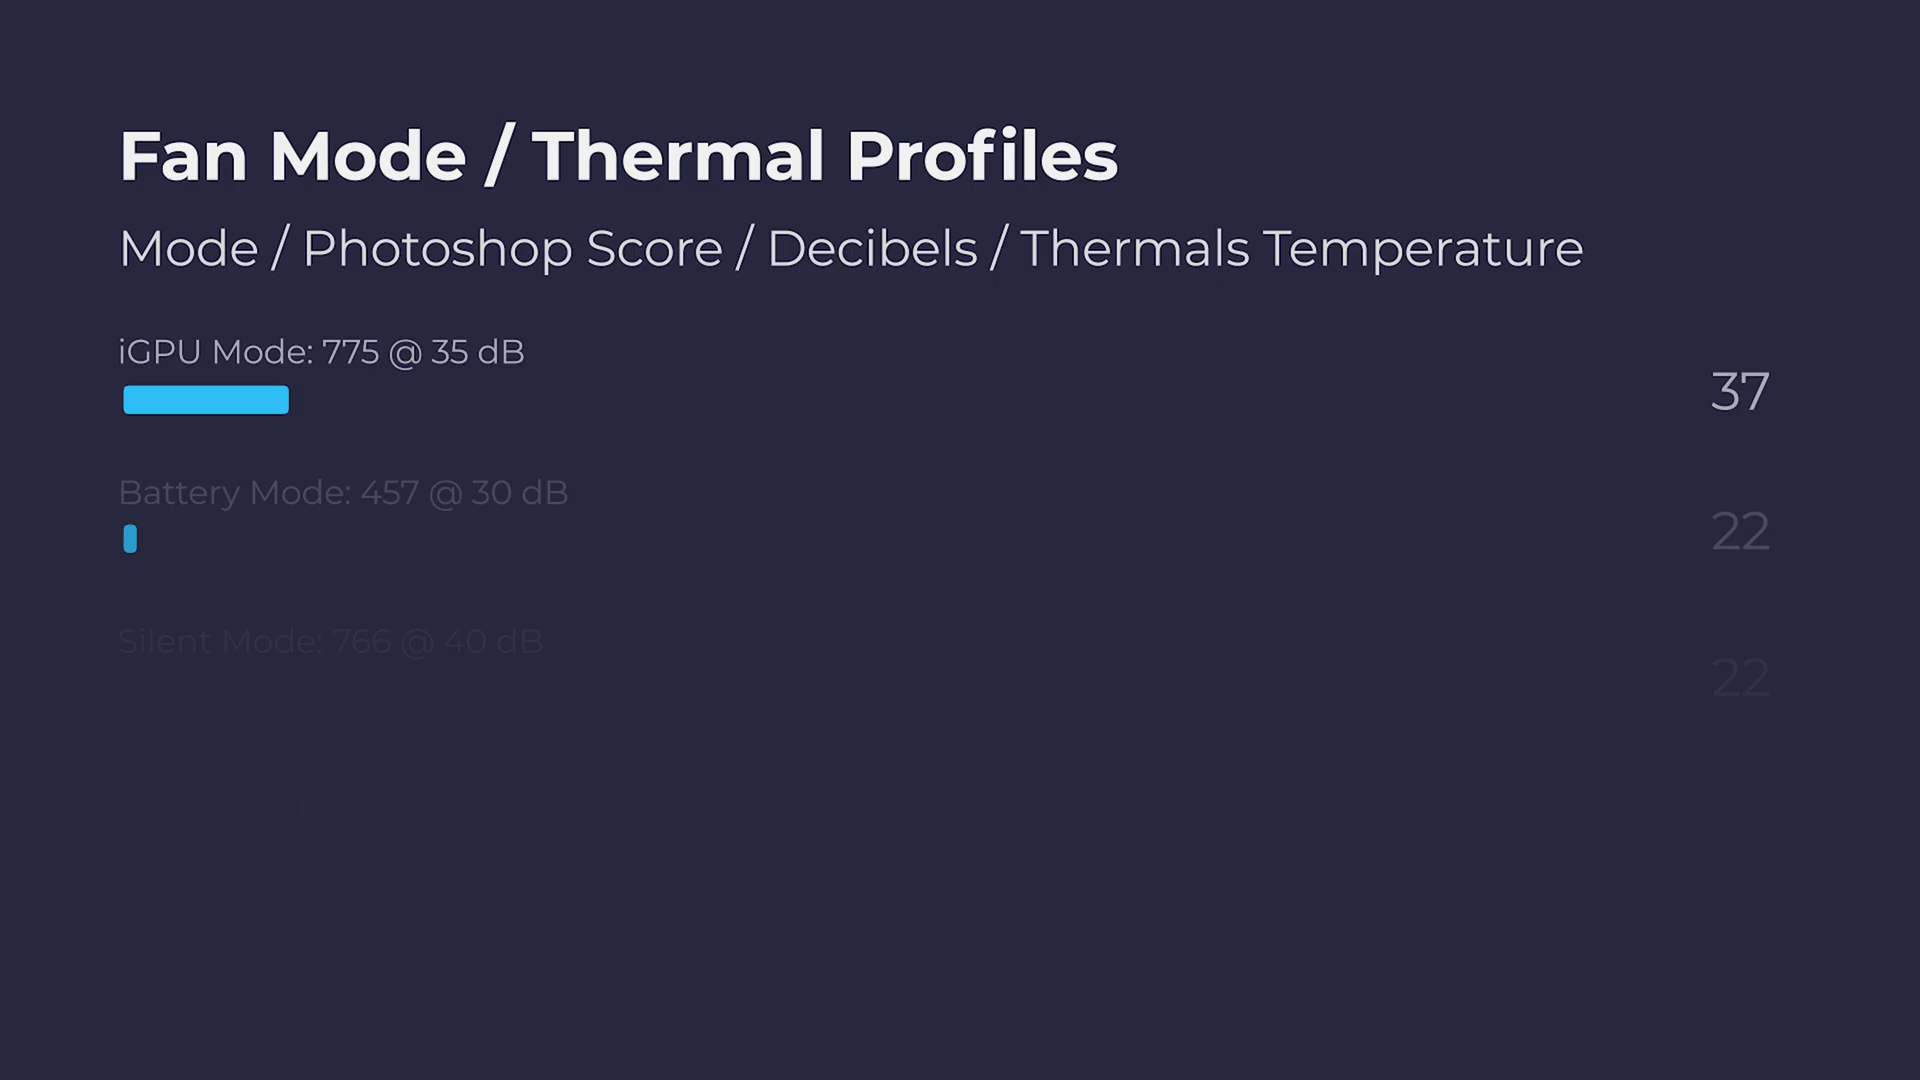 Fan Mode / Thermal Profiles
Mode / Photoshop Score / Decibels / Thermals Temperature
iGPU Mode: 775 @ 35 dB
37
Battery Mode: 457 @ 30 dB
22
Silent Mode: 766 @ 40 dB
22